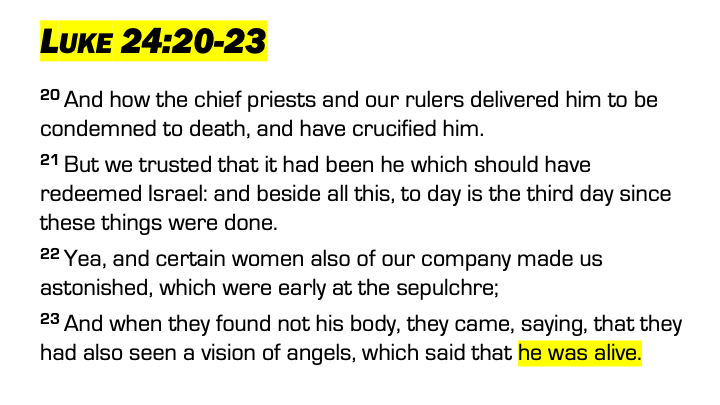 LUKE 24:20-23
20 And how the chief priests and our rulers delivered him to be
condemned to death, and have crucified him.
21 But we trusted that it had been he which should have
redeemed Israel: and beside all this, to day is the third day since
these things were done.
22 Yea, and certain women also of our company made us
astonished, which were early at the sepulchre;
23 And when they found not his body, they came, saying, that they
had also seen a vision of angels, which said that he was alive.